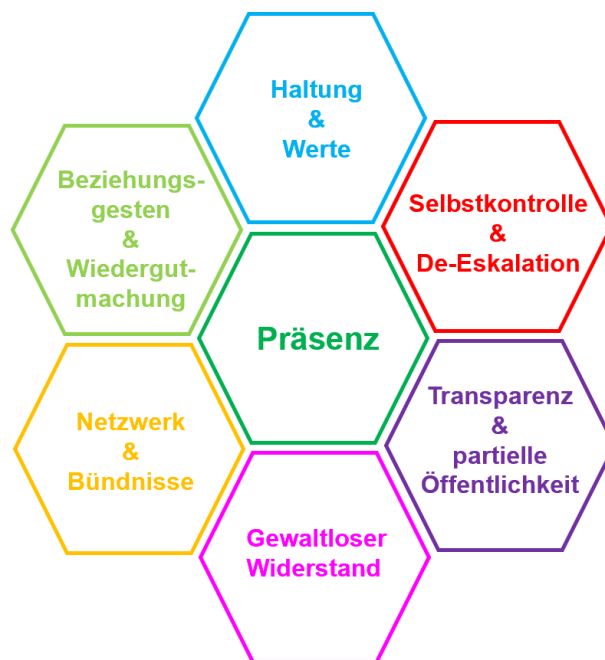 Haltung
&
Werte
Beziehungs-
gesten
&
Wiedergut-
machung
Selbstkontrolle
&
De-Eskalation
Präsenz
Netzwerk
&
Bündnisse
Transparenz
&
partielle
Öffentlichkeit
Gewaltloser
Widerstand